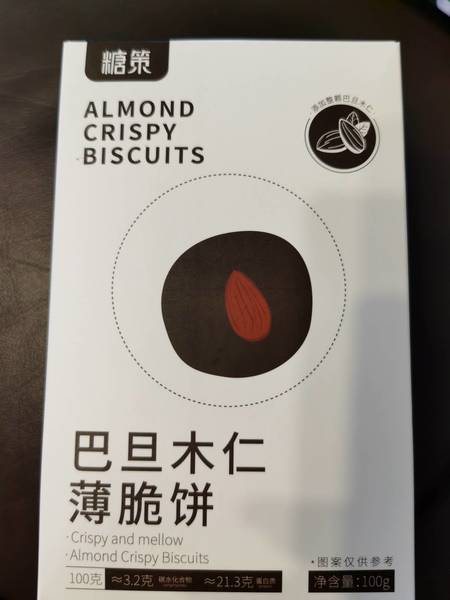 糖策
ALMOND
CRISPY
BISCUITS
添加整颗巴旦木仁
巴旦木仁
薄脆饼
·Crispy and mellow
·Almond Crispy Biscuits
·图案仅供参考
100克 ≈3.2克 碳水化合物 ≈21.3克 蛋白质
净含量:100g